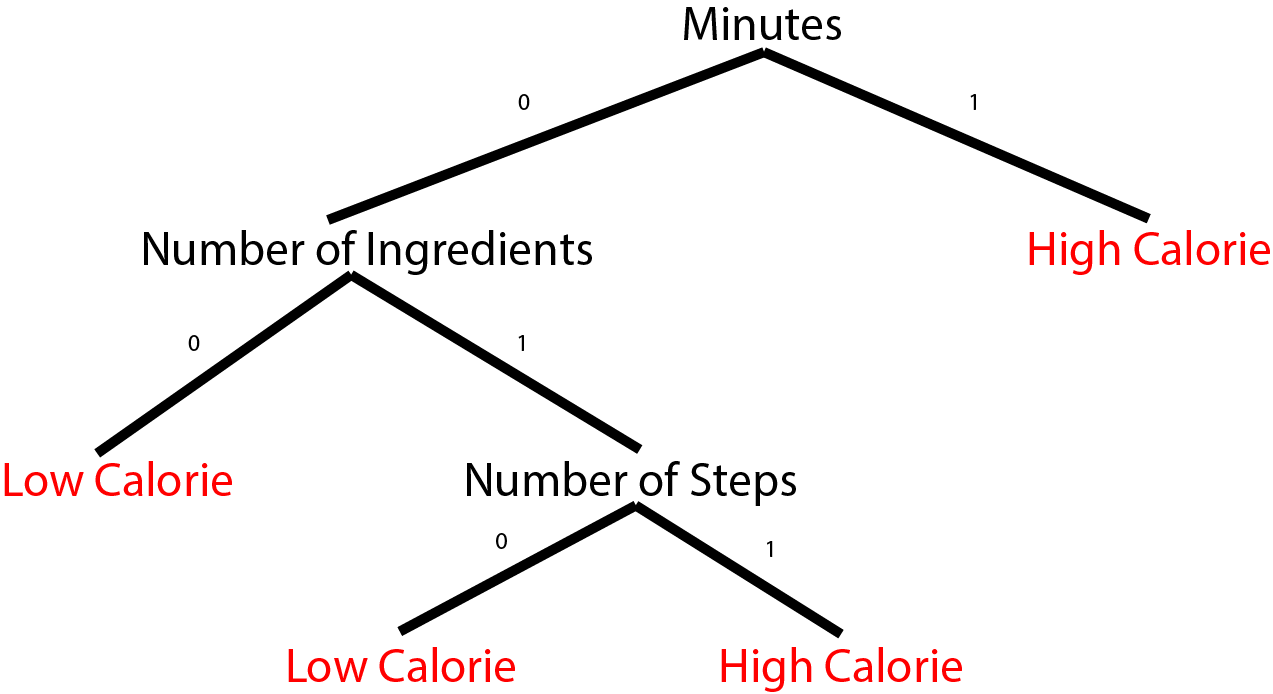 Minutes
0
1
Number of Ingredients
High Calorie
0
1
Low Calorie
Number of Steps
0
1
Low Calorie
High Calorie